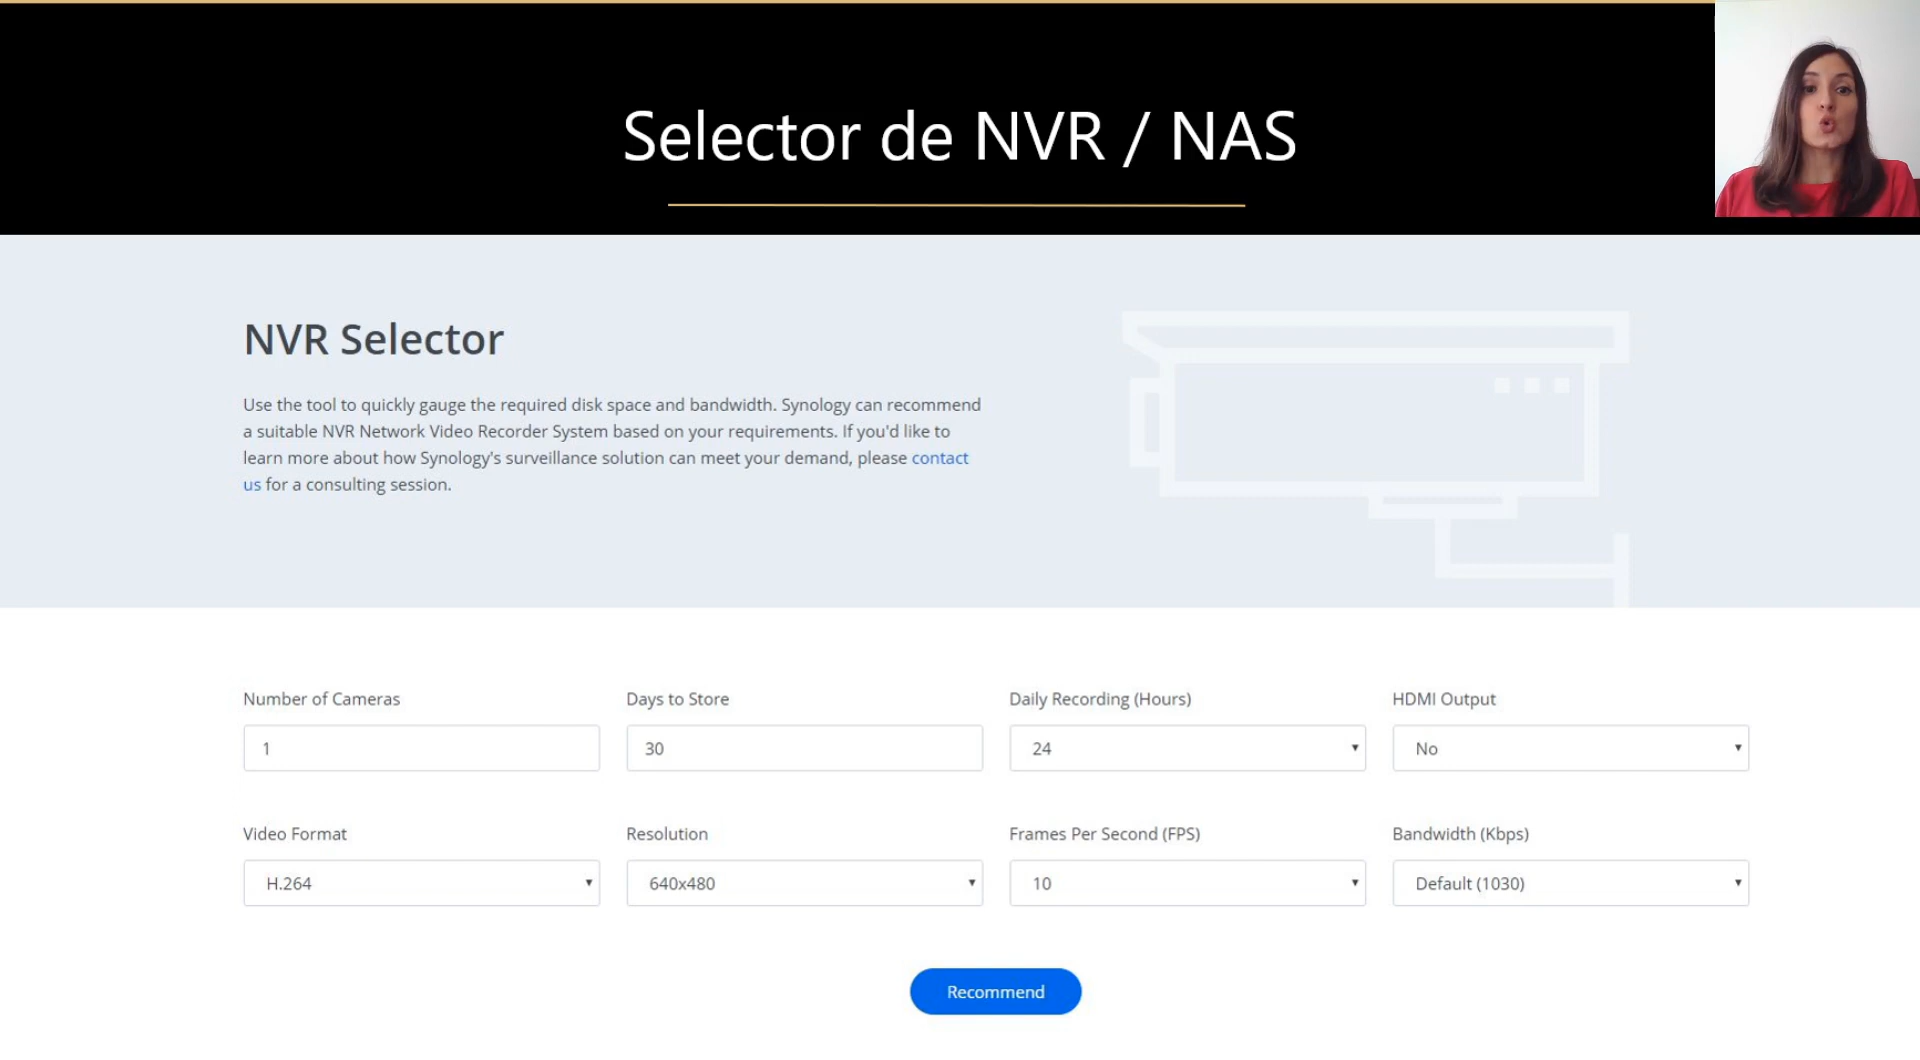 Selector de NVR / NAS
NVR Selector
Use the tool to quickly gauge the required disk space and bandwidth. Synology can recommend
a suitable NVR Network Video Recorder System based on your requirements. If you'd like to
learn more about how Synology's surveillance solution can meet your demand, please contact
us for a consulting session.
Number of Cameras
Days to Store
Daily Recording (Hours)
HDMI Output
1
30
24
No
Video Format
Resolution
Frames Per Second (FPS)
Bandwidth (Kbps)
H.264
640x480
10
Default (1030)
Recommend